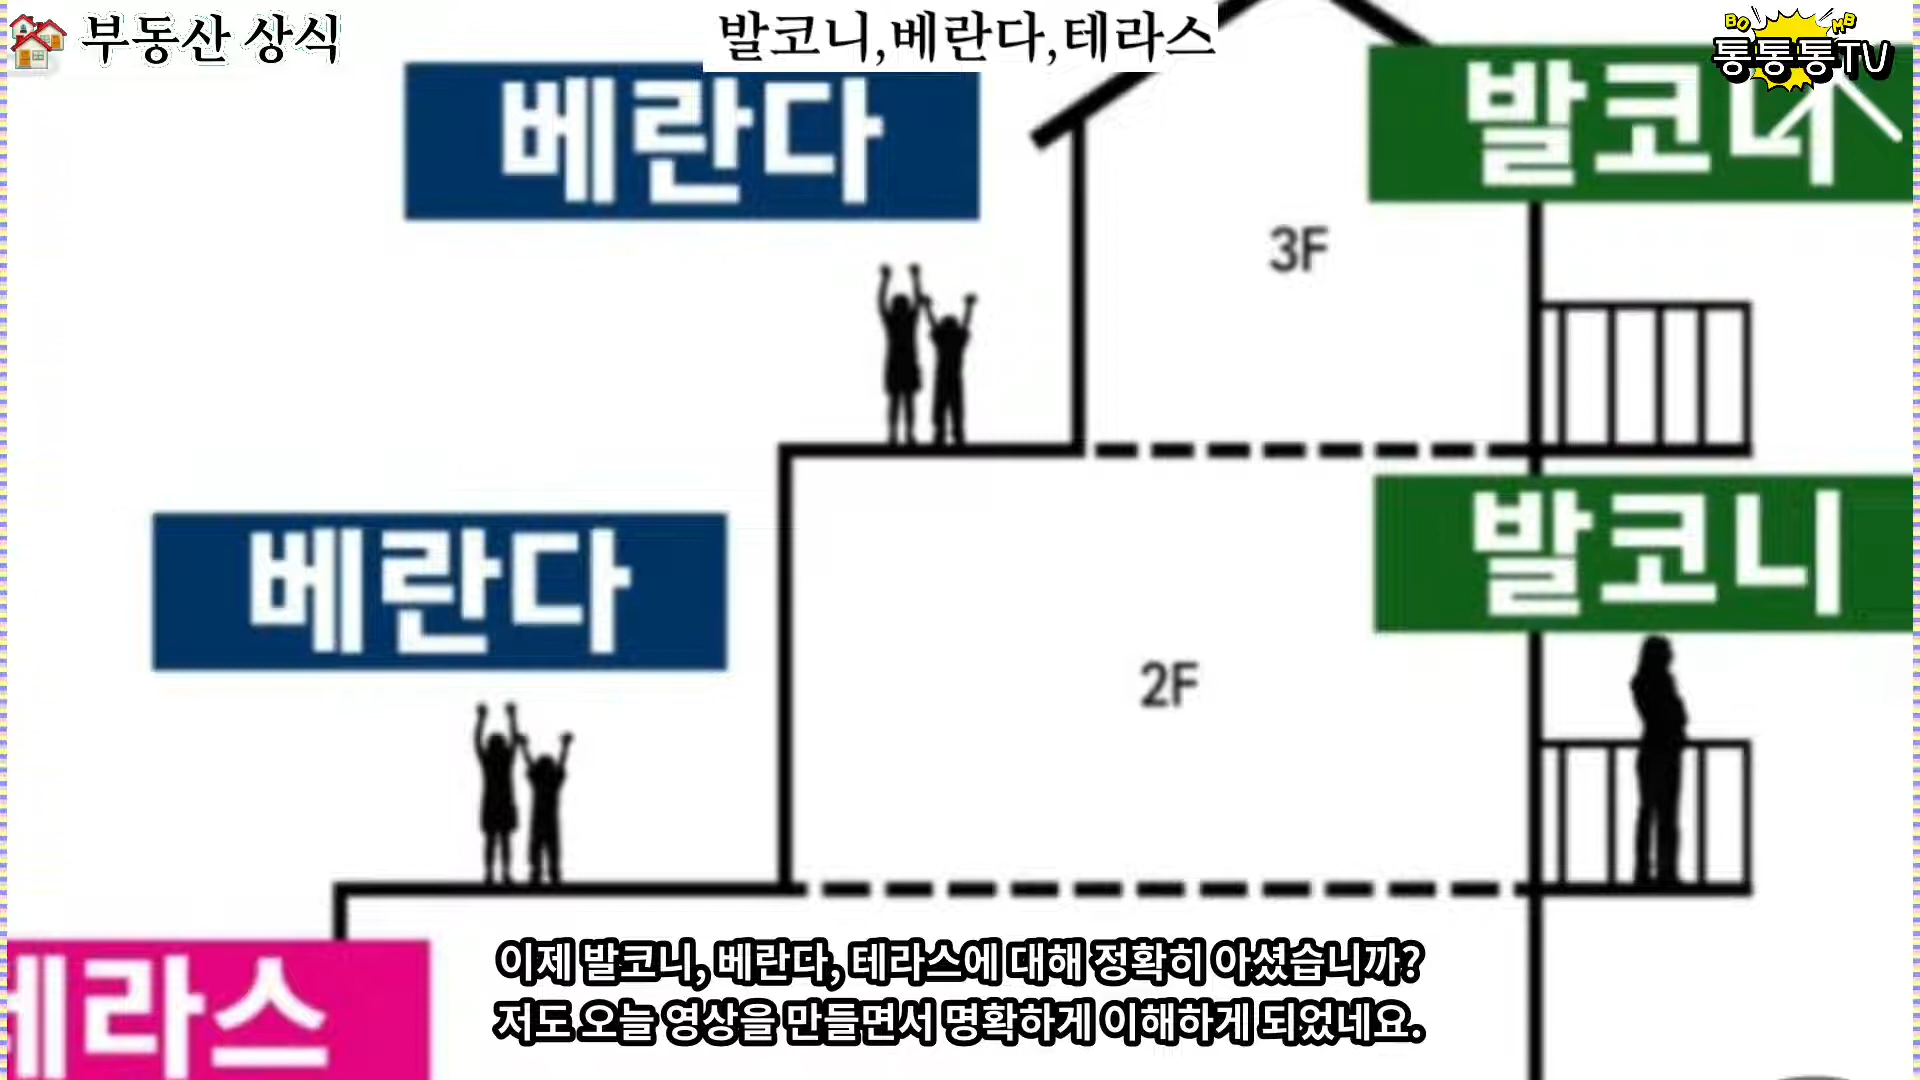 부동산 상식
발코니,베란다,테라스
BOMB
통통통TV
베란다
발코니
3F
베란다
발코니
2F
테라스
이제 발코니, 베란다, 테라스에 대해 정확히 아셨습니까?
저도 오늘 영상을 만들면서 명확하게 이해하게 되었네요.